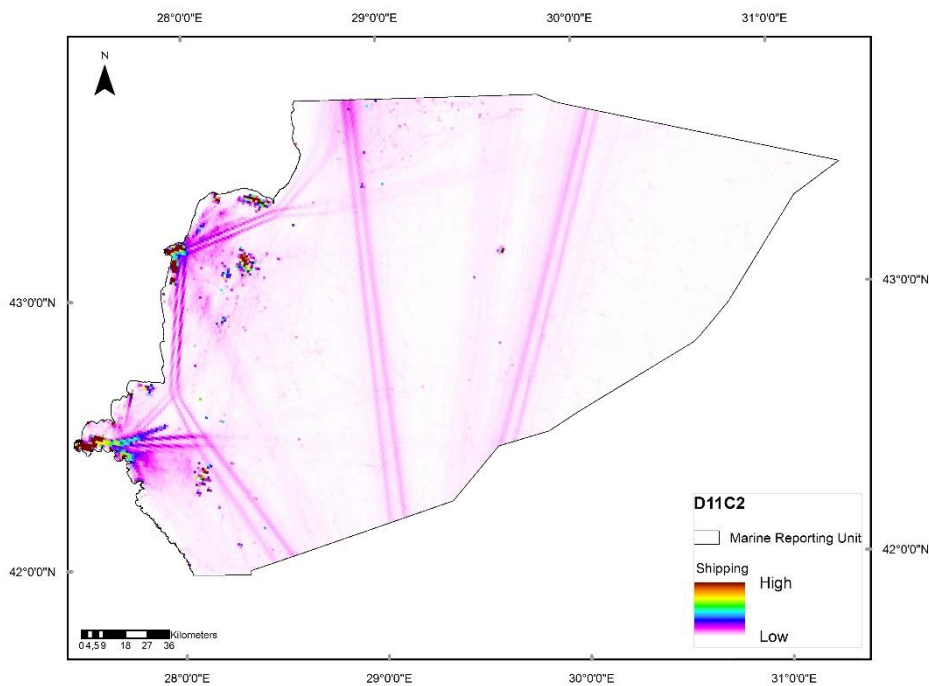 28°0'0"E 29°0'0"E 30°0'0"E 31°0'0"E
N
43°0'0"N 43°0'0"N
42°0'0"N 42°0'0"N
D11C2
Marine Reporting Unit
Shipping
High
Low
Kilometers
0 4,5 9 18 27 36
28°0'0"E 29°0'0"E 30°0'0"E 31°0'0"E